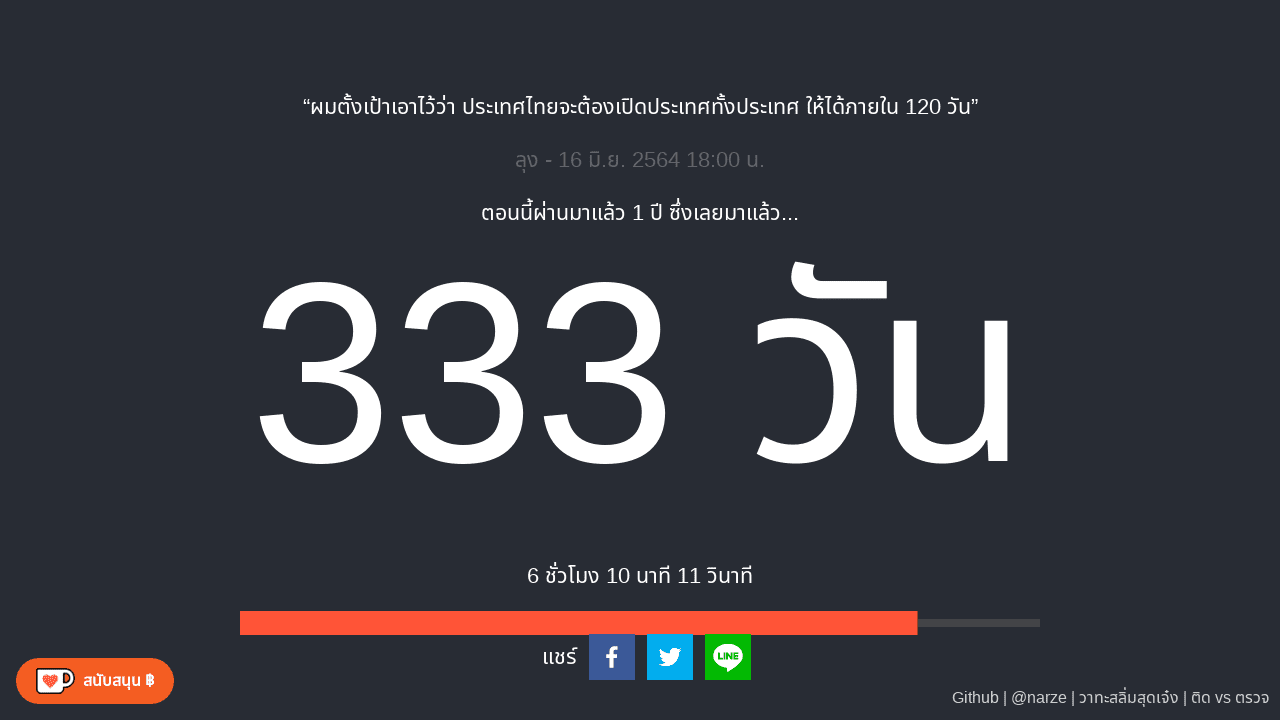 “ผมตั้งเป้าเอาไว้ว่า ประเทศไทยจะต้องเปิดประเทศทั้งประเทศ ให้ได้ภายใน 120 วัน”
ลุง - 16 มิ.ย. 2564 18:00 น.
ตอนนี้ผ่านมาแล้ว 1 ปี ซึ่งเลยมาแล้ว...
333 วัน
6 ชั่วโมง 10 นาที 11 วินาที
แชร์
LINE
สนับสนุน ฿
Github | @narze | วาทะสลิ่มสุดเจ๋ง | ติด vs ตรวจ